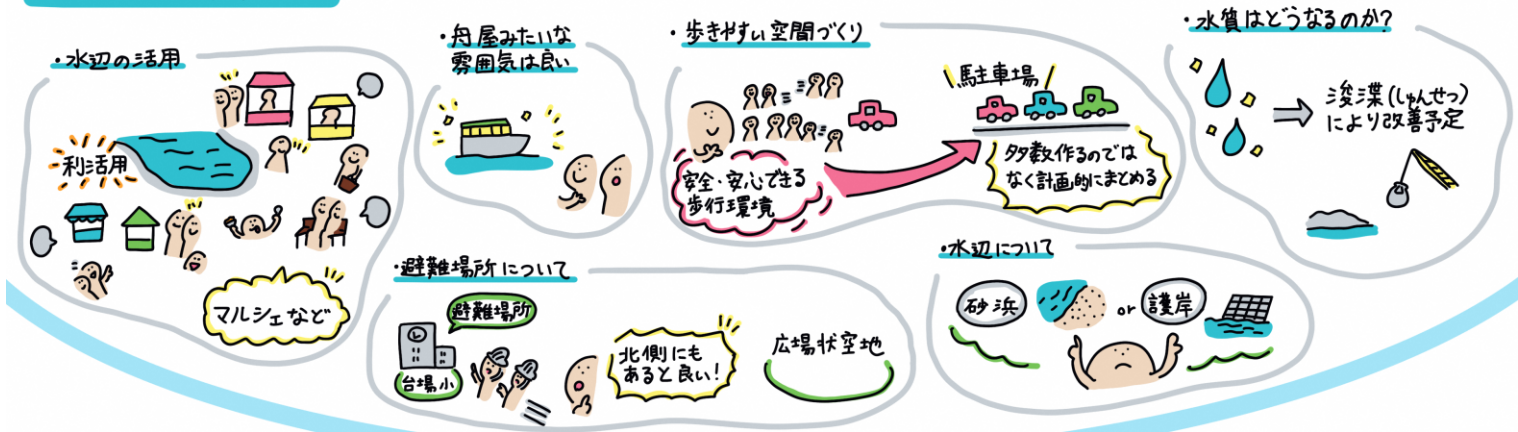 ・水辺の活用
利活用
マルシェなど
・舟屋みたいな
雰囲気は良い
・歩きやすい空間づくり
安全・安心できる
歩行環境
駐車場
多数作るのでは
なく計画的にまとめる
・水質はどうなるのか?
浚渫(しゅんせつ)
により改善予定
・避難場所について
避難場所
台場小
北側にも
あると良い!
広場状空地
・水辺について
砂浜
or
護岸